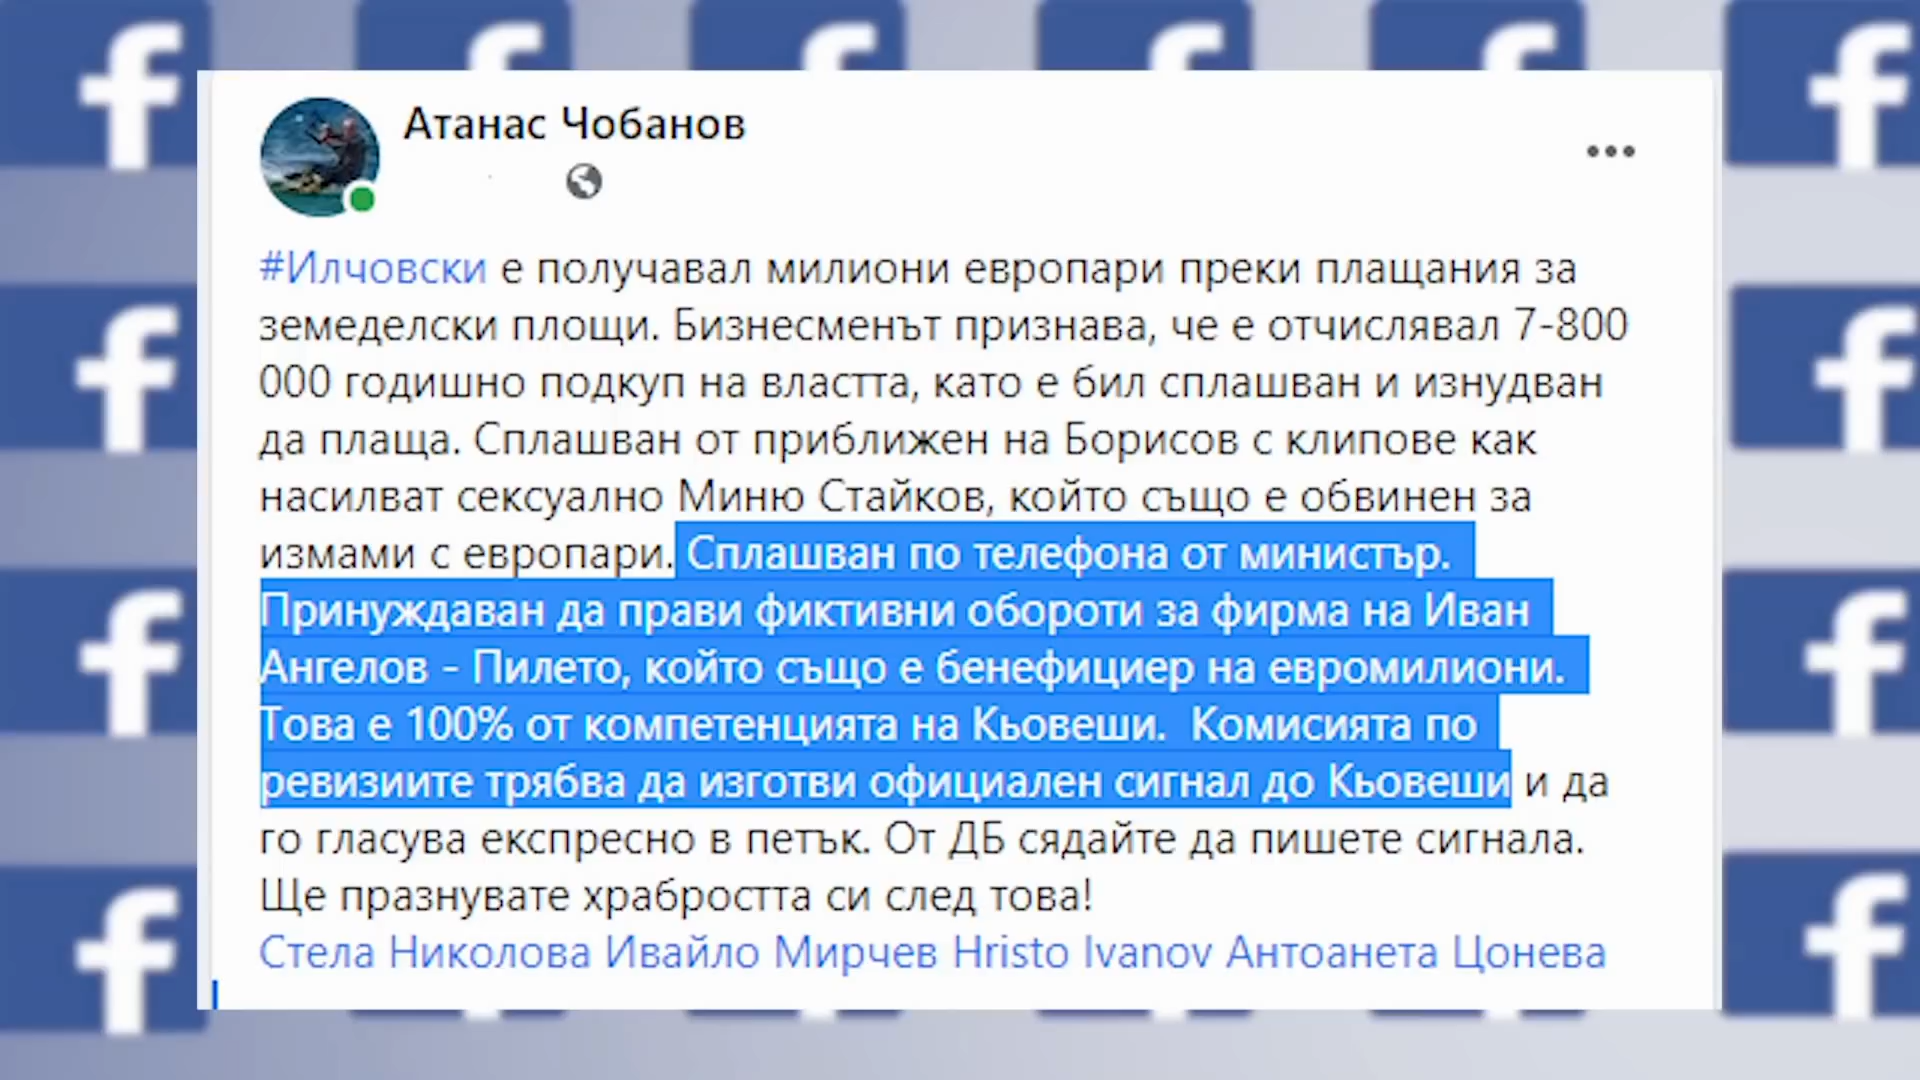 Атанас Чобанов
#Илчовски е получавал милиони европари преки плащания за
земеделски площи. Бизнесменът признава, че е отчислявал 7-800
000 годишно подкуп на властта, като е бил сплашван и изнудван
да плаща. Сплашван от приближен на Борисов с клипове как
насилват сексуално Миню Стайков, който също е обвинен за
измами с европари. Сплашван по телефона от министър.
Принуждаван да прави фиктивни обороти за фирма на Иван
Ангелов - Пилето, който също е бенефициер на евромилиони.
Това е 100% от компетенцията на Кьовеши. Комисията по
ревизиите трябва да изготви официален сигнал до Кьовеши и да
го гласува експресно в петък. От ДБ сядайте да пишете сигнала.
Ще празнувате храбростта си след това!
Стела Николова Ивайло Мирчев Hristo Ivanov Антоанета Цонева